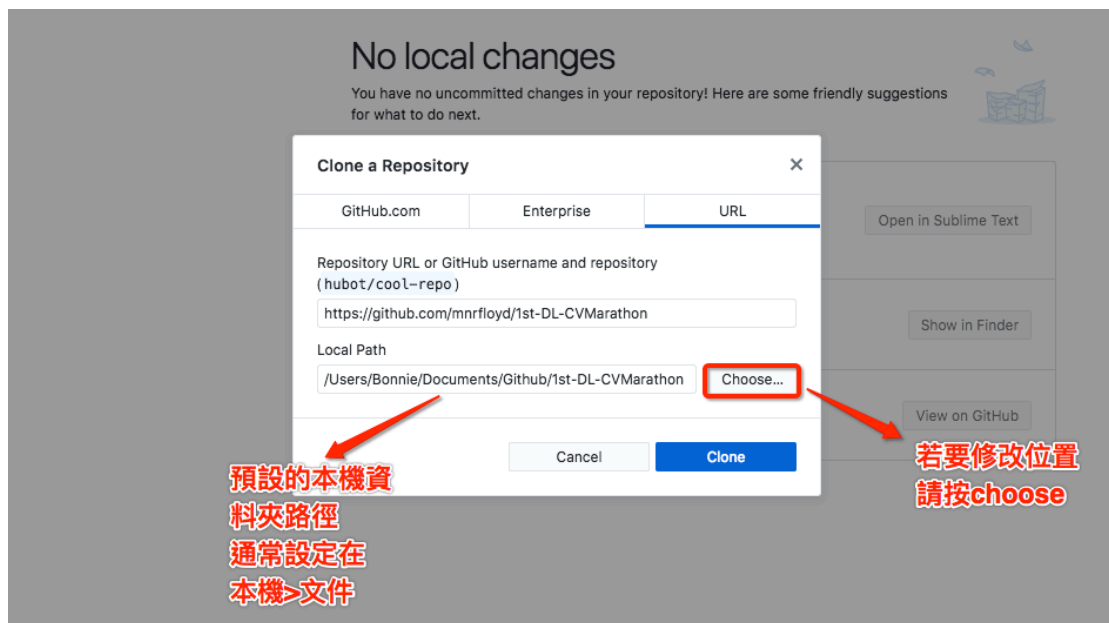 No local changes
You have no uncommitted changes in your repository! Here are some friendly suggestions
for what to do next.
Clone a Repository
GitHub.com
Enterprise
URL
Open in Sublime Text
Repository URL or GitHub username and repository
(hubot/cool-repo)
https://github.com/mnrfloyd/1st-DL-CVMarathon
Show in Finder
Local Path
/Users/Bonnie/Documents/Github/1st-DL-CVMarathon
Choose...
View on GitHub
Cancel
Clone
預設的本機資
料夾路徑
通常設定在
本機>文件
若要修改位置
請按choose